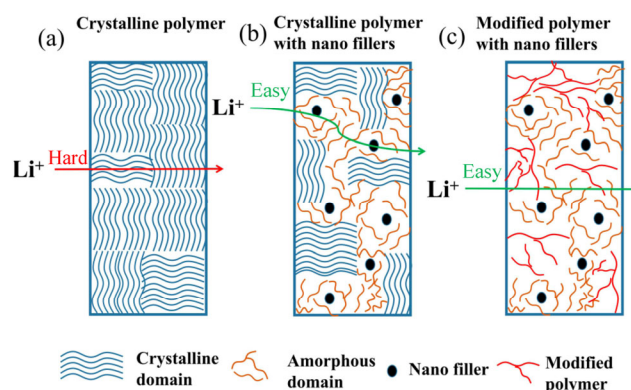 (a)
Crystalline polymer
(b)
Crystalline polymer
with nano fillers
(c)
Modified polymer
with nano fillers
Li⁺
Hard
Li⁺
Easy
Li⁺
Easy
Crystalline
domain
Amorphous
domain
Nano filler
Modified
polymer